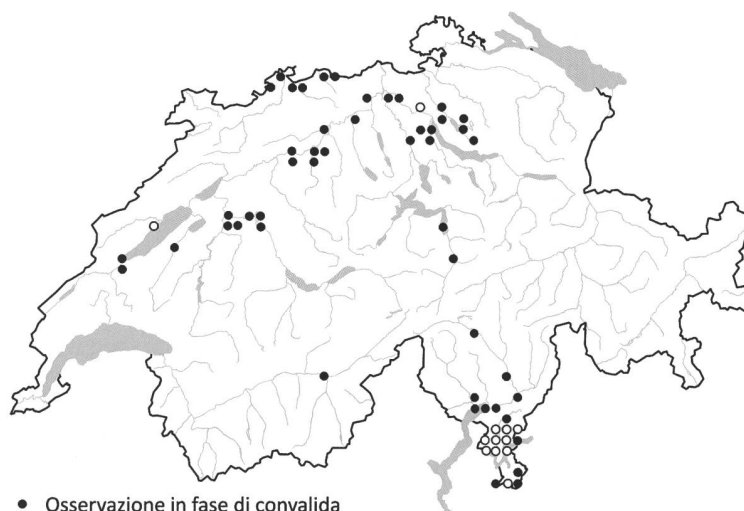 ● Osservazione in fase di convalida